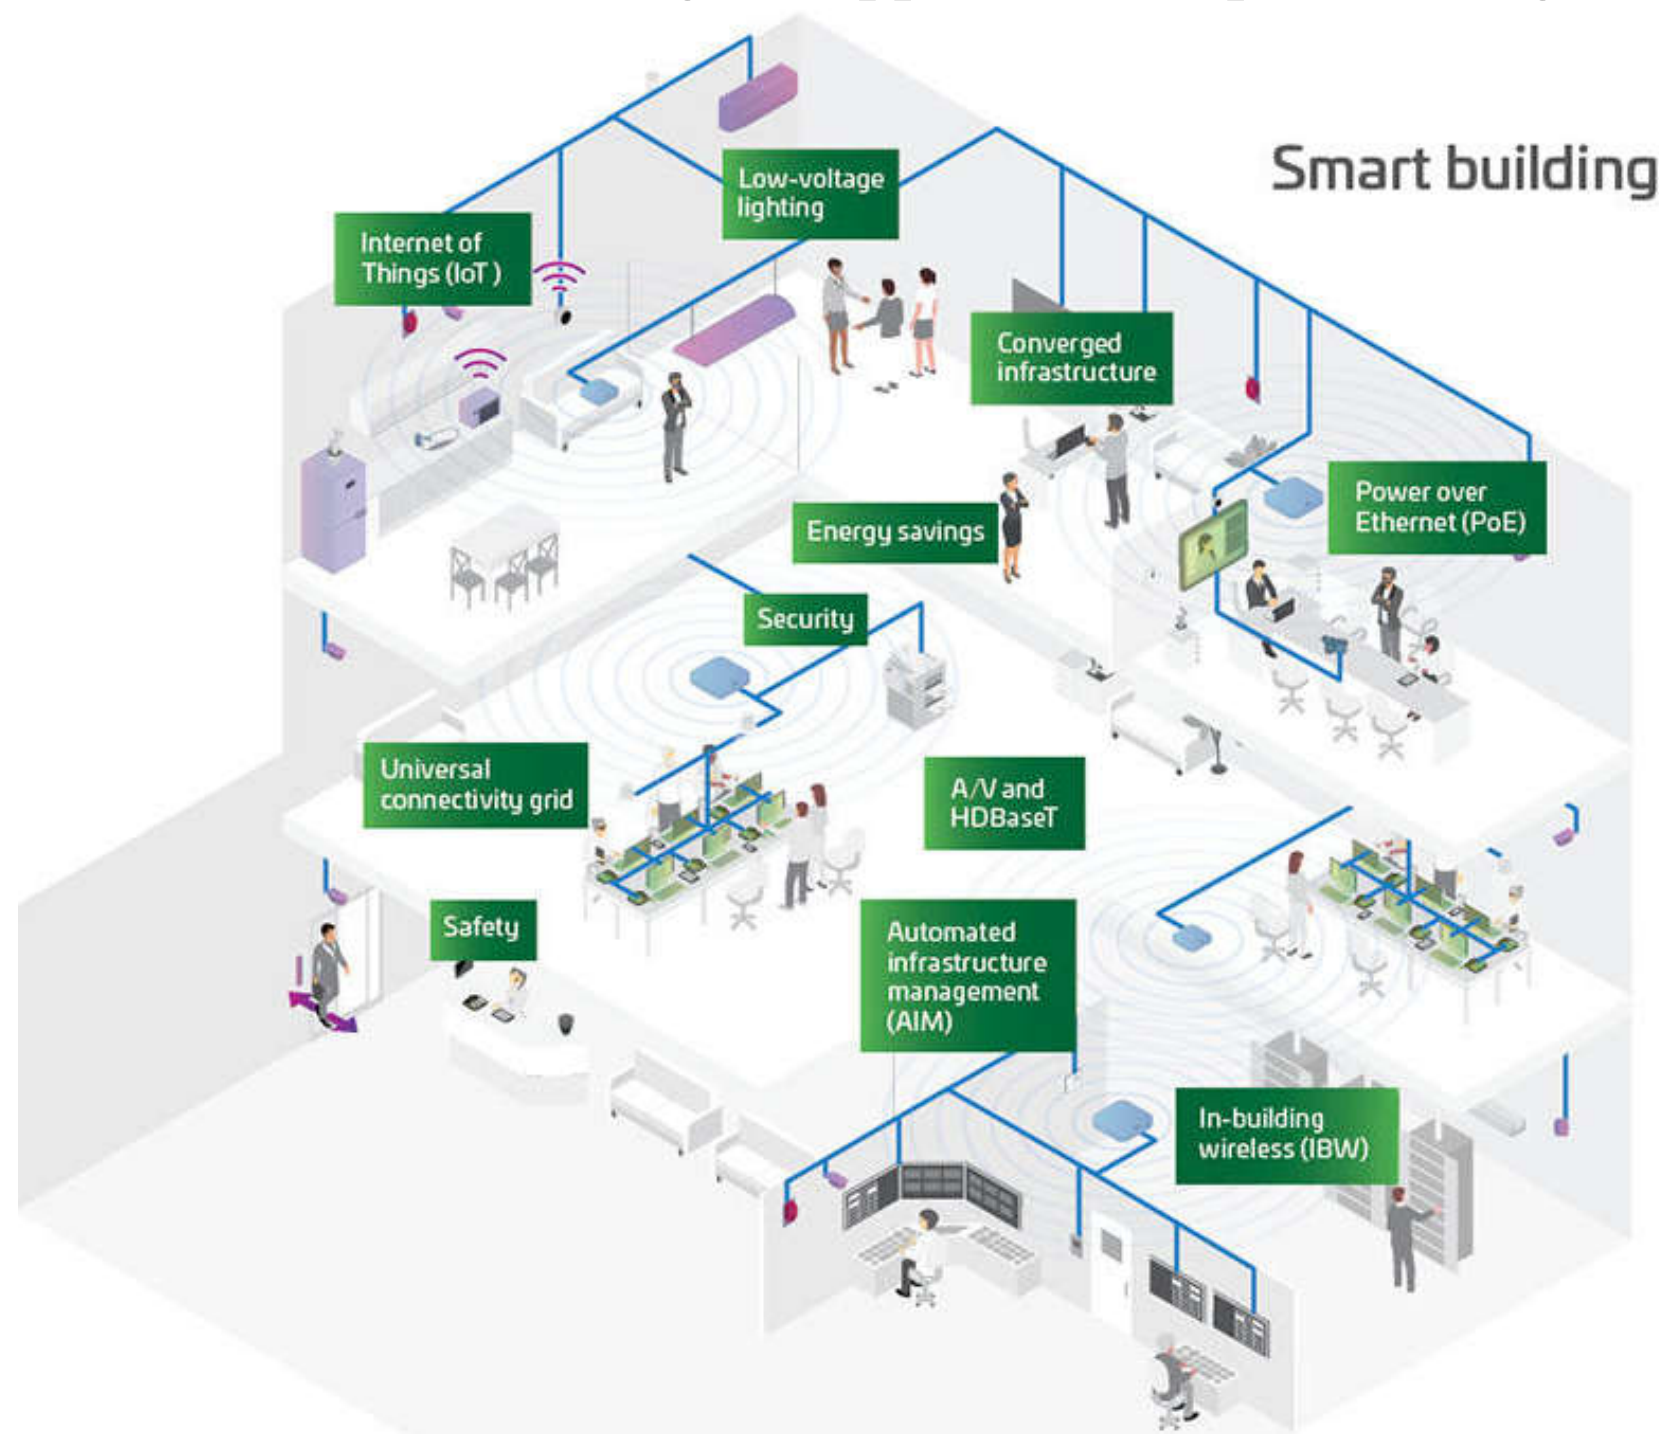 Smart building
Low-voltage
lighting
Internet of
Things (IoT )
Converged
infrastructure
Power over
Ethernet (PoE)
Energy savings
Security
Universal
connectivity grid
A/V and
HDBaseT
Safety
Automated
infrastructure
management
(AIM)
In-building
wireless (IBW)